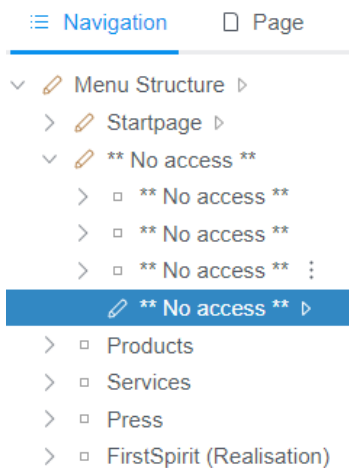 Navigation Page
Menu Structure
Startpage
** No access **
** No access **
** No access **
** No access **
** No access **
Products
Services
Press
FirstSpirit (Realisation)